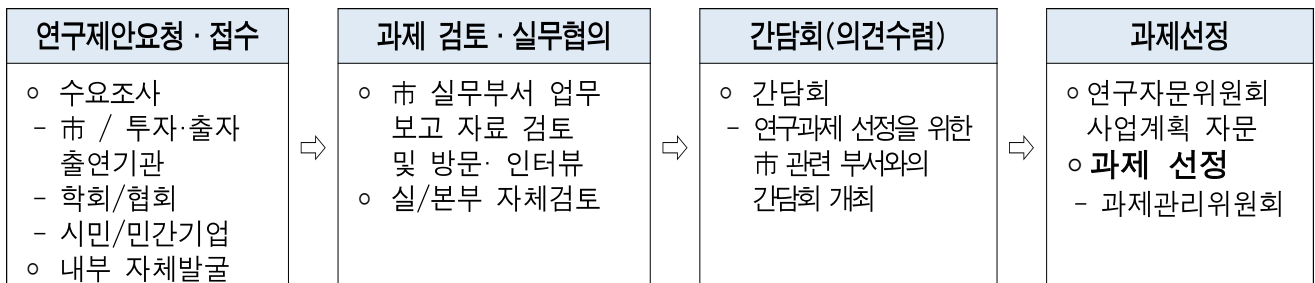 연구제안요청·접수
○ 수요조사
- 市 / 투자·출자
출연기관
- 학회/협회
- 시민/민간기업
○ 내부 자체발굴
⇨
과제 검토·실무협의
○ 市 실무부서 업무
보고 자료 검토
및 방문· 인터뷰
○ 실/본부 자체검토
⇨
간담회(의견수렴)
○ 간담회
- 연구과제 선정을 위한
市 관련 부서와의
간담회 개최
⇨
과제선정
○ 연구자문위원회
사업계획 자문
○ 과제 선정
- 과제관리위원회